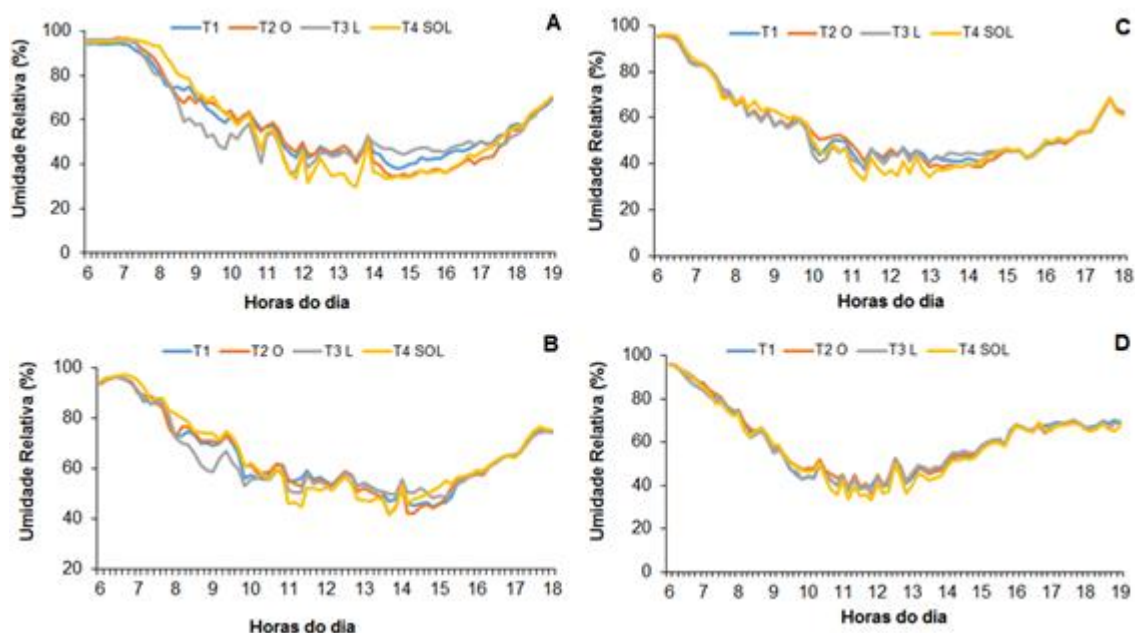 A
T1 T2 O T3 L T4 SOL
Umidade Relativa (%)
100
80
60
40
20
0
6 7 8 9 10 11 12 13 14 15 16 17 18 19
Horas do dia
C
T1 T2 O T3 L T4 SOL
Umidade Relativa (%)
100
80
60
40
20
0
6 7 8 9 10 11 12 13 14 15 16 17 18
Horas do dia
B
T1 T2 O T3 L T4 SOL
Umidade Relativa (%)
100
80
60
40
20
6 7 8 9 10 11 12 13 14 15 16 17 18
Horas do dia
D
T1 T2 O T3 L T4 SOL
Umidade Relativa (%)
100
80
60
40
20
0
6 7 8 9 10 11 12 13 14 15 16 17 18 19
Horas do dia